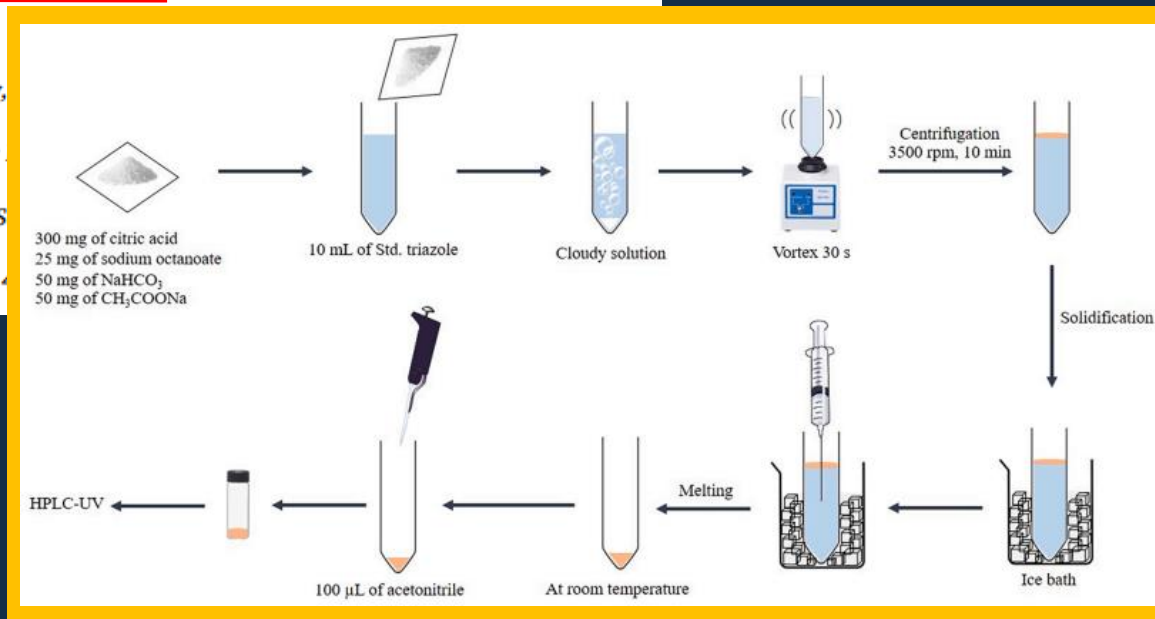 300 mg of citric acid
25 mg of sodium octanoate
50 mg of NaHCO₃
50 mg of CH₃COONa
10 mL of Std. triazole
Cloudy solution
Vortex 30 s
Centrifugation
3500 rpm, 10 min
Solidification
Ice bath
Melting
At room temperature
100 µL of acetonitrile
HPLC-UV